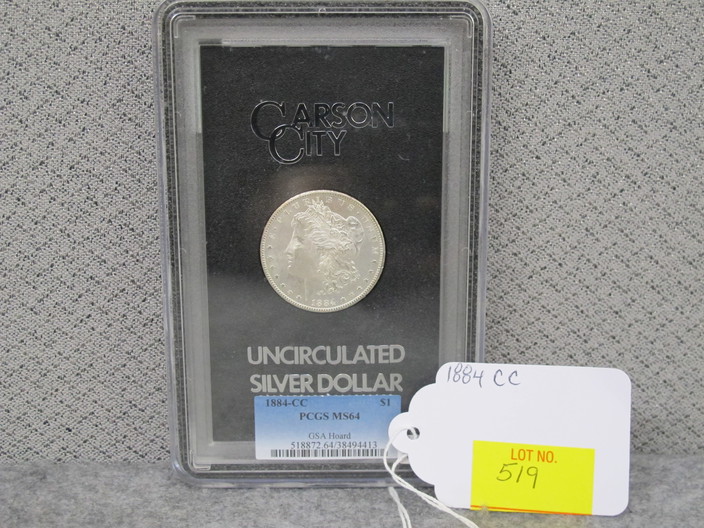 CARSON
CITY
1884
UNCIRCULATED
SILVER DOLLAR
1884-CC $1
PCGS MS64
GSA Hoard
518872.64/38494413
1884 CC
LOT NO.
519